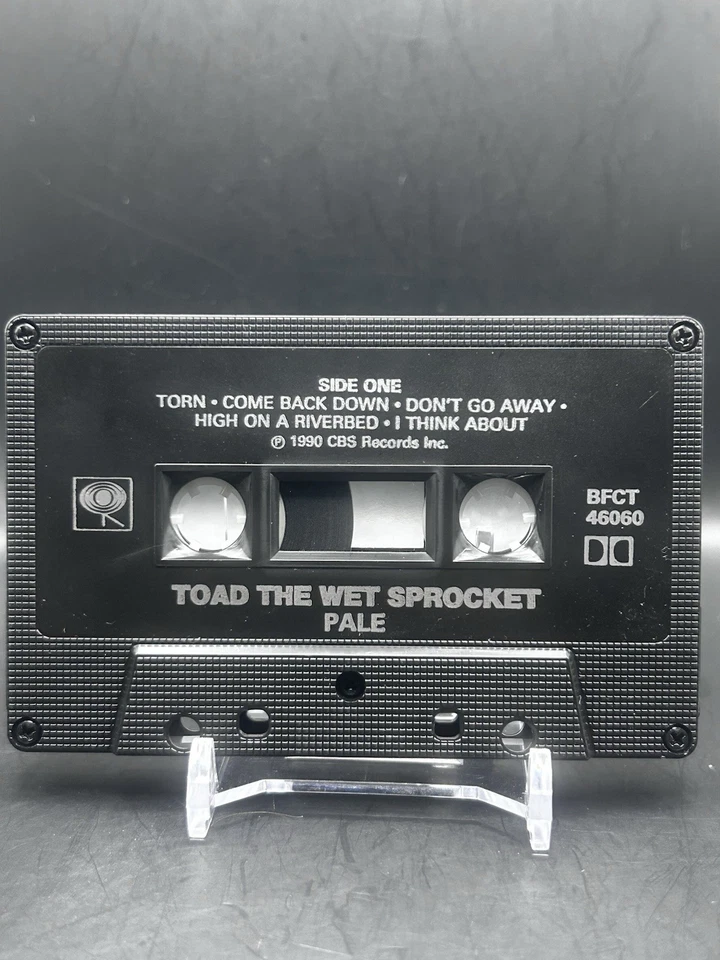 SIDE ONE
TORN • COME BACK DOWN • DON'T GO AWAY •
HIGH ON A RIVERBED • I THINK ABOUT
℗ 1990 CBS Records Inc.
BFCT
46060
TOAD THE WET SPROCKET
PALE